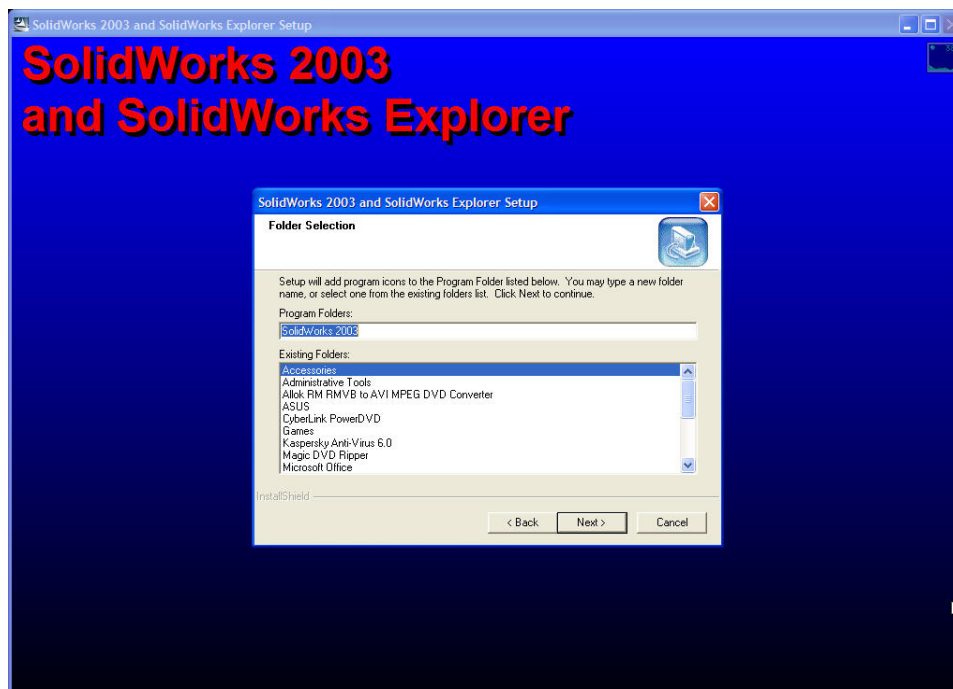 SolidWorks 2003 and SolidWorks Explorer Setup
SolidWorks 2003
and SolidWorks Explorer
SolidWorks 2003 and SolidWorks Explorer Setup
Folder Selection
Setup will add program icons to the Program Folder listed below. You may type a new folder
name, or select one from the existing folders list. Click Next to continue.
Program Folders:
SolidWorks 2003
Existing Folders:
Accessories
Administrative Tools
Allok RM RMVB to AVI MPEG DVD Converter
ASUS
CyberLink PowerDVD
Games
Kaspersky Anti-Virus 6.0
Magic DVD Ripper
Microsoft Office
InstallShield
< Back
Next >
Cancel